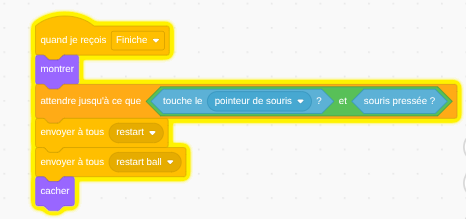 quand je reçois Finiche
montrer
attendre jusqu'à ce que touche le pointeur de souris ? et souris pressée ?
envoyer à tous restart
envoyer à tous restart ball
cacher